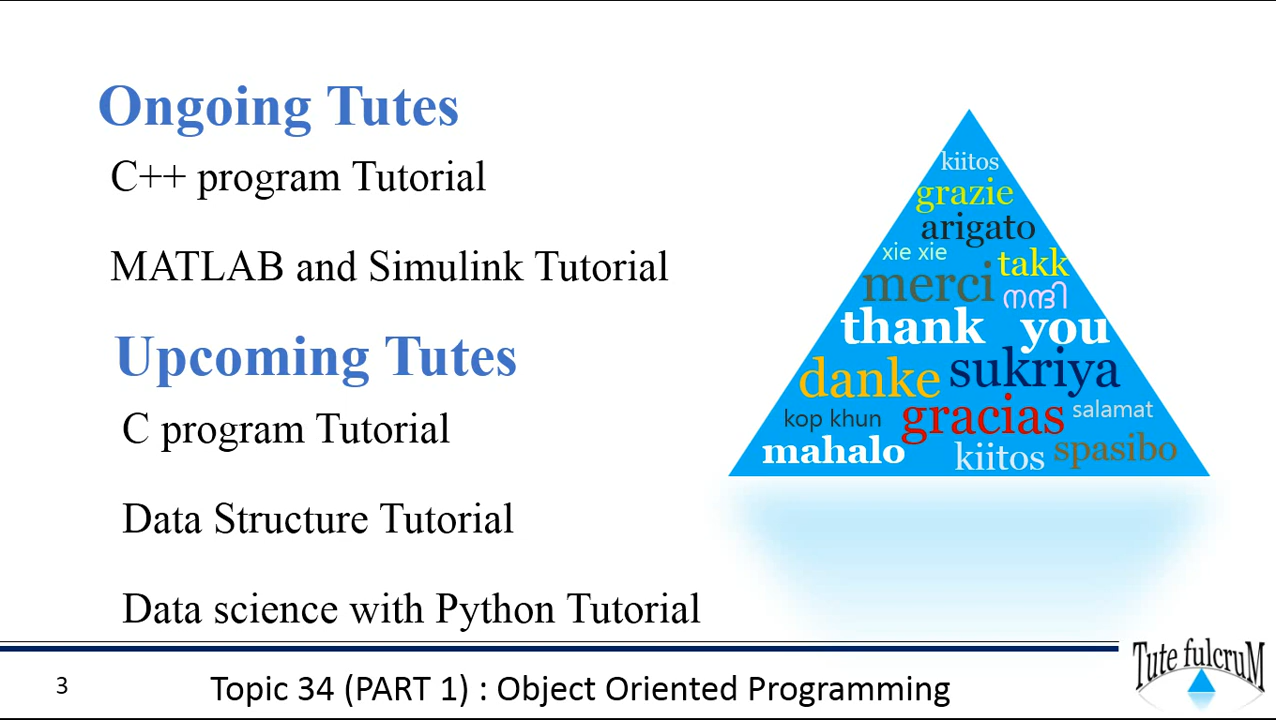 Ongoing Tutes
C++ program Tutorial
MATLAB and Simulink Tutorial
Upcoming Tutes
C program Tutorial
Data Structure Tutorial
Data science with Python Tutorial
kiitos
grazie
arigato
xie xie
takk
merci
നന്ദി
thank you
danke
sukriya
kop khun
gracias
salamat
mahalo
kiitos
spasibo
3
Topic 34 (PART 1) : Object Oriented Programming
Tute fulcruM